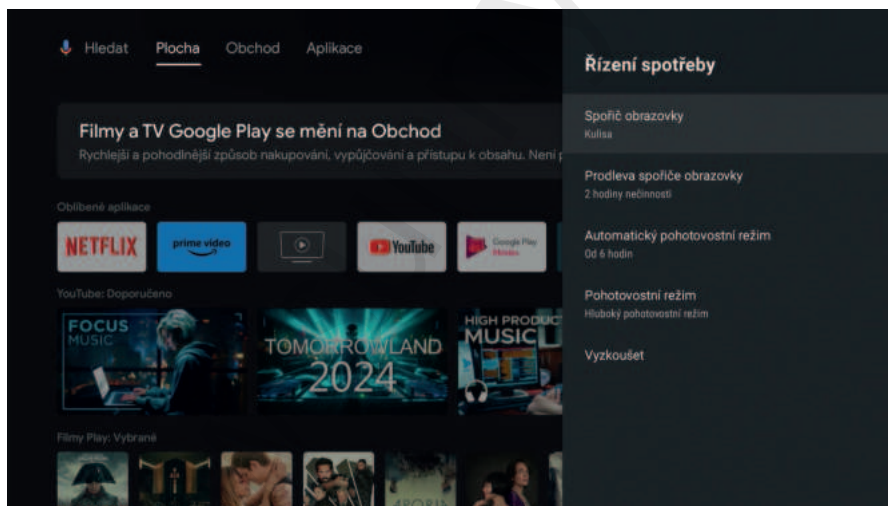 Hledat Plocha Obchod Aplikace
Filmy a TV Google Play se mění na Obchod
Rychlejší a pohodlnější způsob nakupování, vypůjčování a přístupu k obsahu. Není
Oblíbené aplikace
NETFLIX
prime video
YouTube
Google Play
YouTube: Doporučeno
FOCUS
MUSIC
TOMORROWLAND
2024
HIGH PRODUC
MUSIC
Filmy Play: Vybrané
Řízení spotřeby
Spořič obrazovky
Kulisa
Prodleva spořiče obrazovky
2 hodiny nečinnosti
Automatický pohotovostní režim
Od 6 hodin
Pohotovostní režim
Hluboký pohotovostní režim
Vyzkoušet